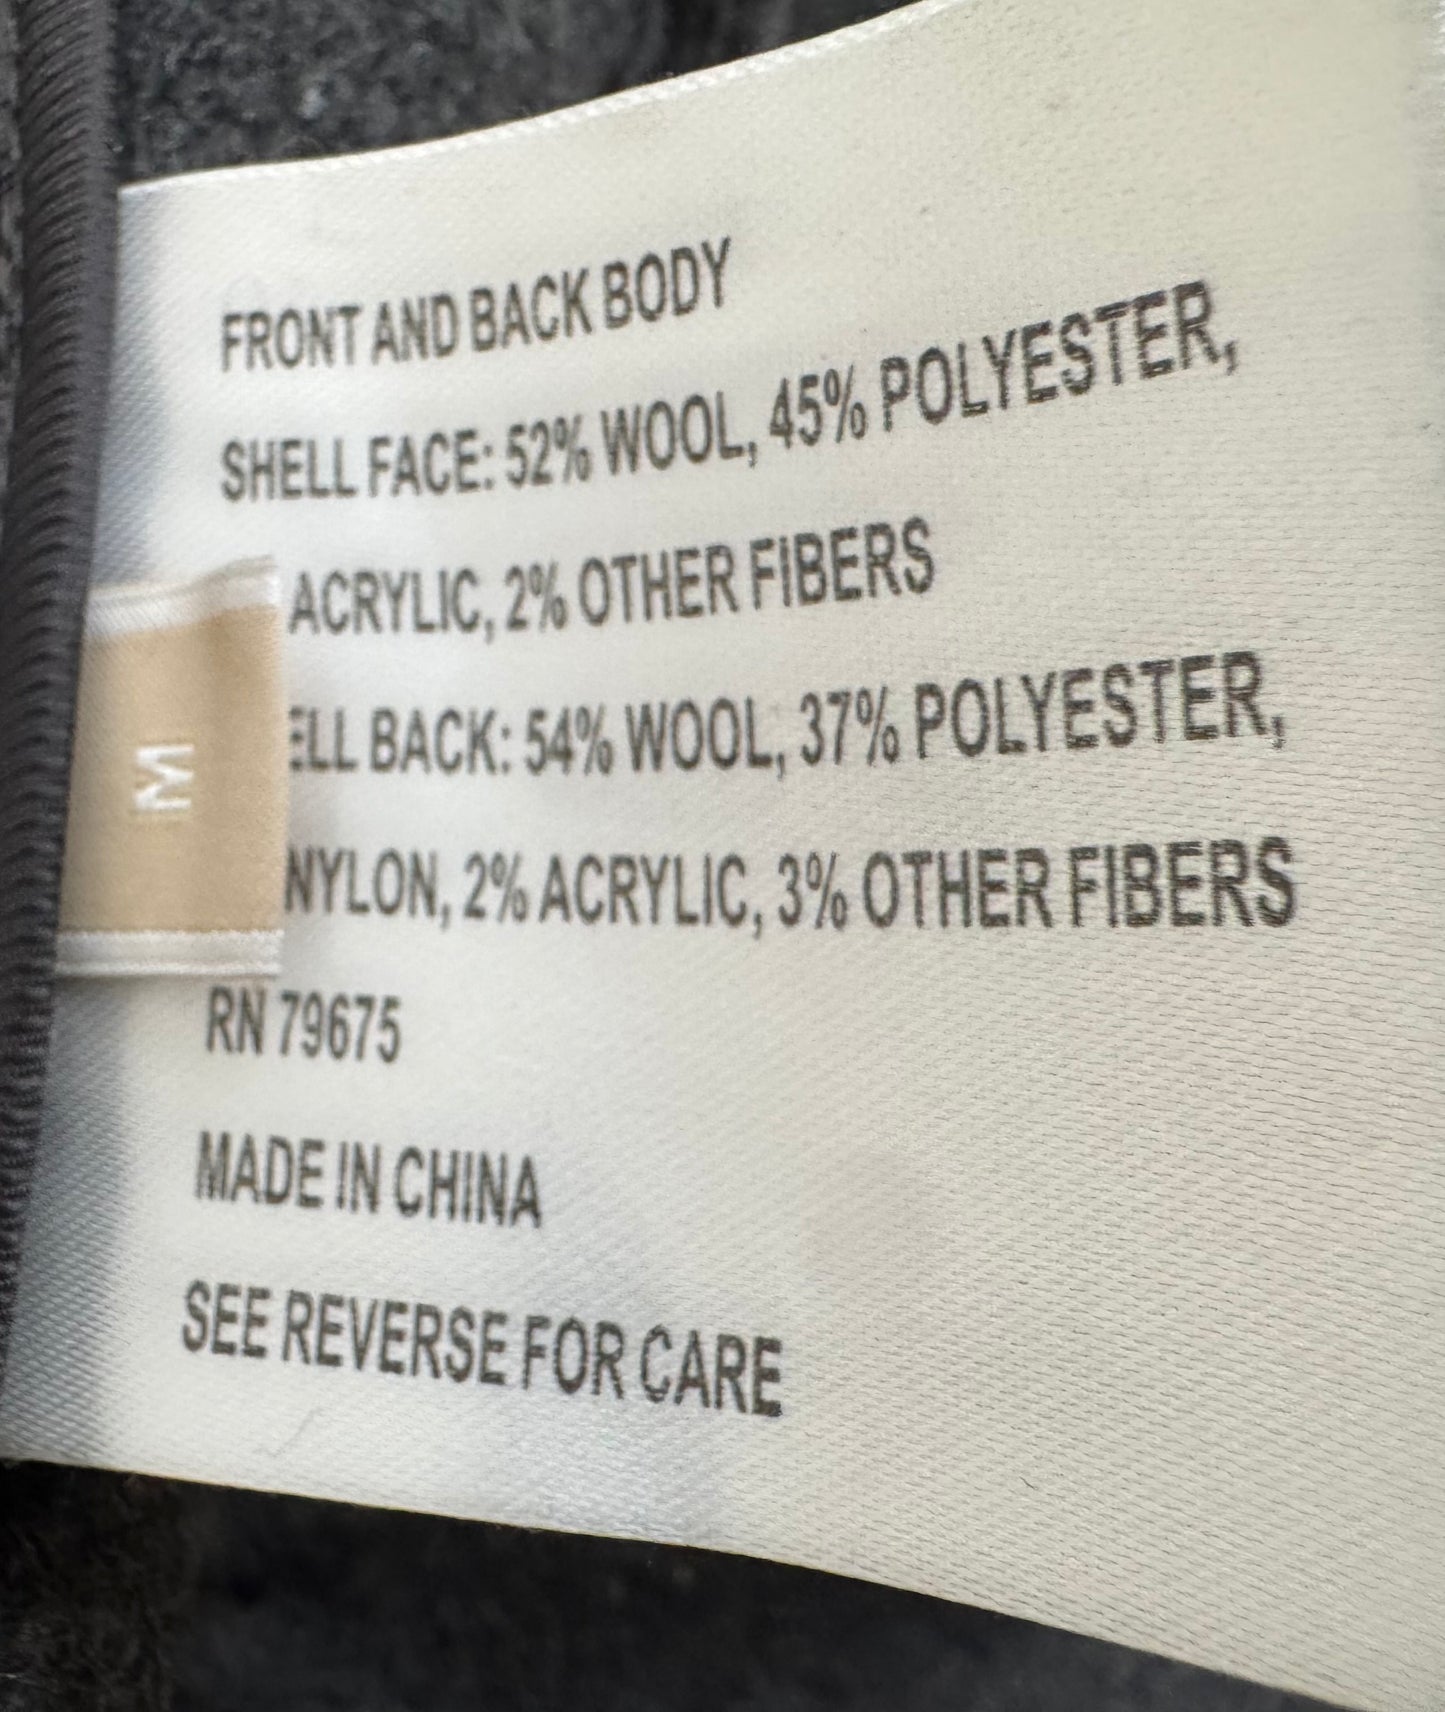 FRONT AND BACK BODY
SHELL FACE: 52% WOOL, 45% POLYESTER,
ACRYLIC, 2% OTHER FIBERS
ELL BACK: 54% WOOL, 37% POLYESTER,
NYLON, 2% ACRYLIC, 3% OTHER FIBERS
M
RN 79675
MADE IN CHINA
SEE REVERSE FOR CARE